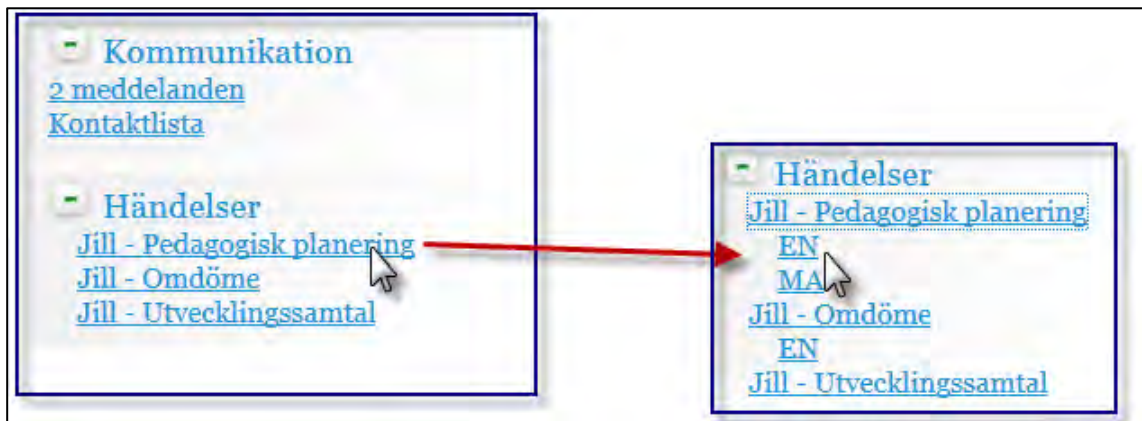 Kommunikation
2 meddelanden
Kontaktlista
Händelser
Jill - Pedagogisk planering
Jill - Omdöme
Jill - Utvecklingssamtal
Händelser
Jill - Pedagogisk planering
EN
MA
Jill - Omdöme
EN
Jill - Utvecklingssamtal